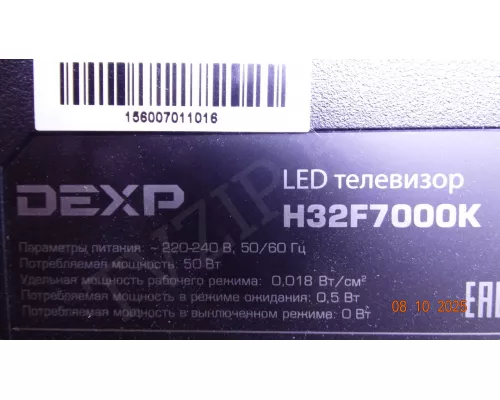 156007011016
DEXP
LED телевизор
H32F7000K
Параметры питания: ~ 220-240 В, 50/60 Гц
Потребляемая мощность: 50 Вт
Удельная мощность рабочего режима: 0,018 Вт/см²
Потребляемая мощность в режиме ожидания: 0,5 Вт
Потребляемая мощность в выключенном режиме: 0 Вт
08 10 2025
EAC